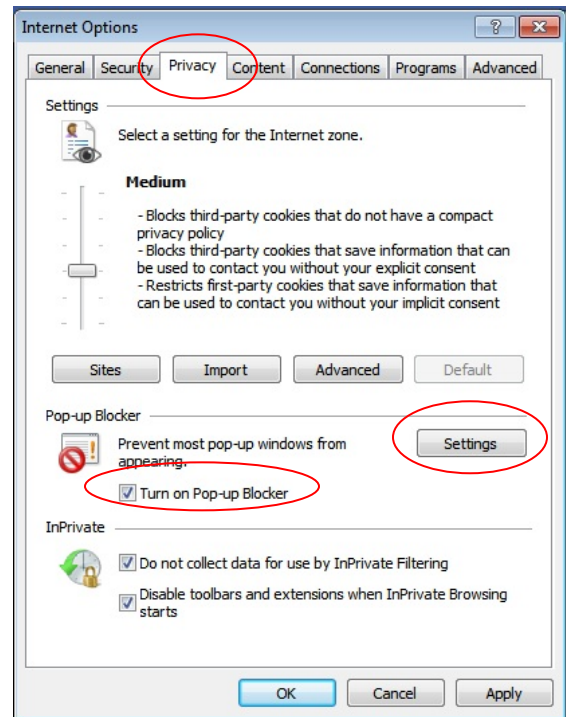 Internet Options
General Security Privacy Content Connections Programs Advanced
Settings
Select a setting for the Internet zone.
Medium
- Blocks third-party cookies that do not have a compact
privacy policy
- Blocks third-party cookies that save information that can
be used to contact you without your explicit consent
- Restricts first-party cookies that save information that
can be used to contact you without your implicit consent
Sites Import Advanced Default
Pop-up Blocker
Prevent most pop-up windows from
appearing.
Settings
Turn on Pop-up Blocker
InPrivate
Do not collect data for use by InPrivate Filtering
Disable toolbars and extensions when InPrivate Browsing
starts
OK Cancel Apply